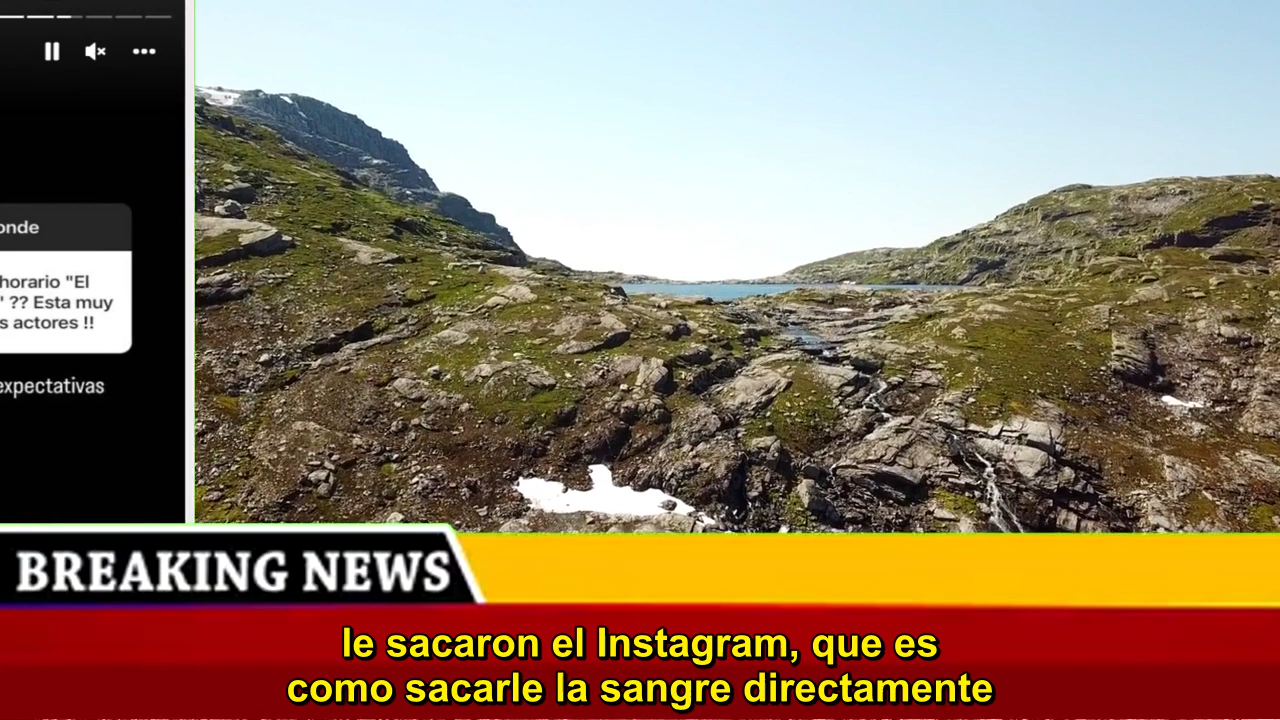 onde
horario "El
" ?? Esta muy
s actores !!
expectativas
BREAKING NEWS
le sacaron el Instagram, que es
como sacarle la sangre directamente